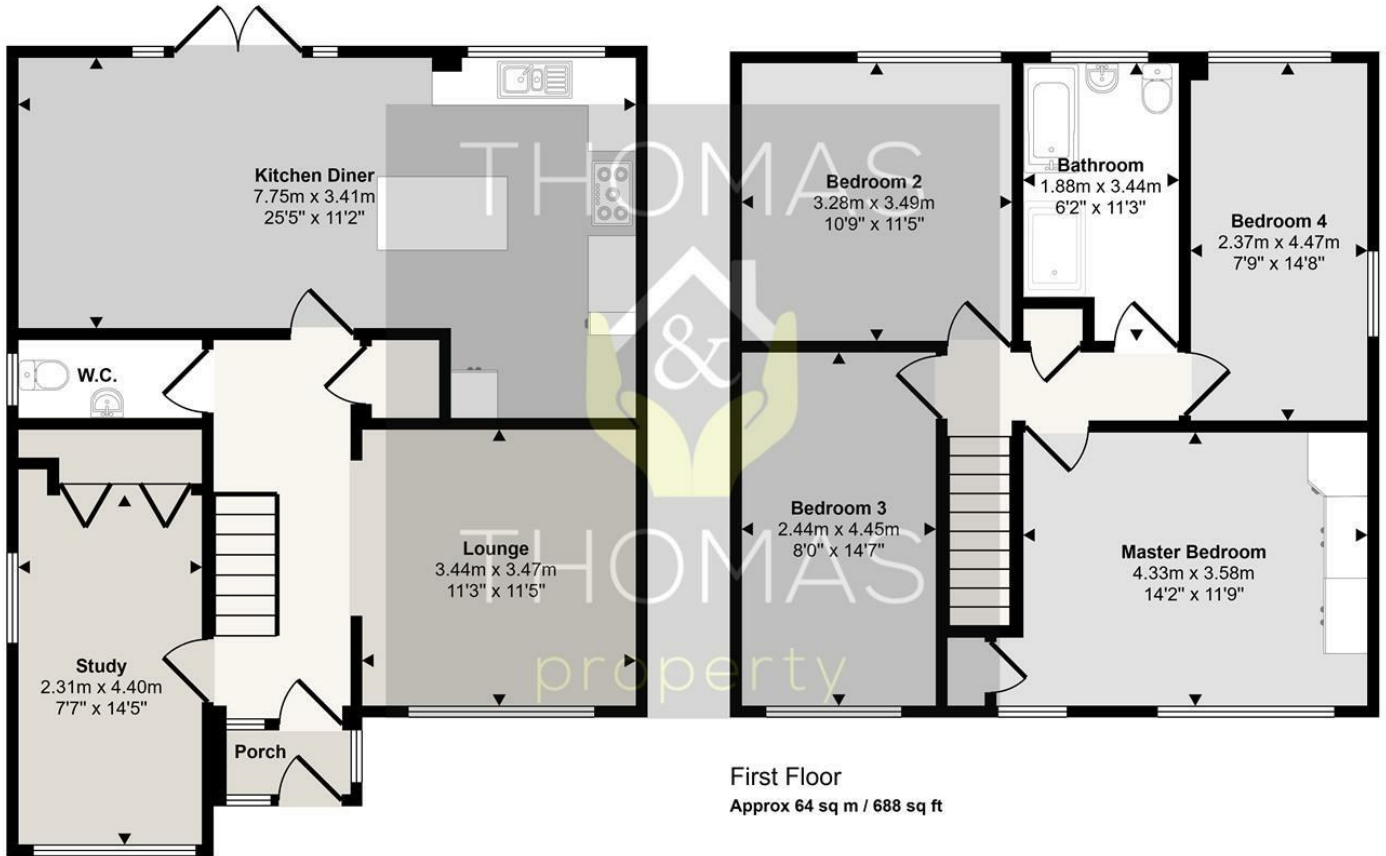 Kitchen Diner
7.75m x 3.41m
25'5" x 11'2"
W.C.
Study
2.31m x 4.40m
7'7" x 14'5"
Lounge
3.44m x 3.47m
11'3" x 11'5"
Porch
Bedroom 2
3.28m x 3.49m
10'9" x 11'5"
Bathroom
1.88m x 3.44m
6'2" x 11'3"
Bedroom 4
2.37m x 4.47m
7'9" x 14'8"
Bedroom 3
2.44m x 4.45m
8'0" x 14'7"
Master Bedroom
4.33m x 3.58m
14'2" x 11'9"
First Floor
Approx 64 sq m / 688 sq ft
THOMAS
&
THOMAS
property